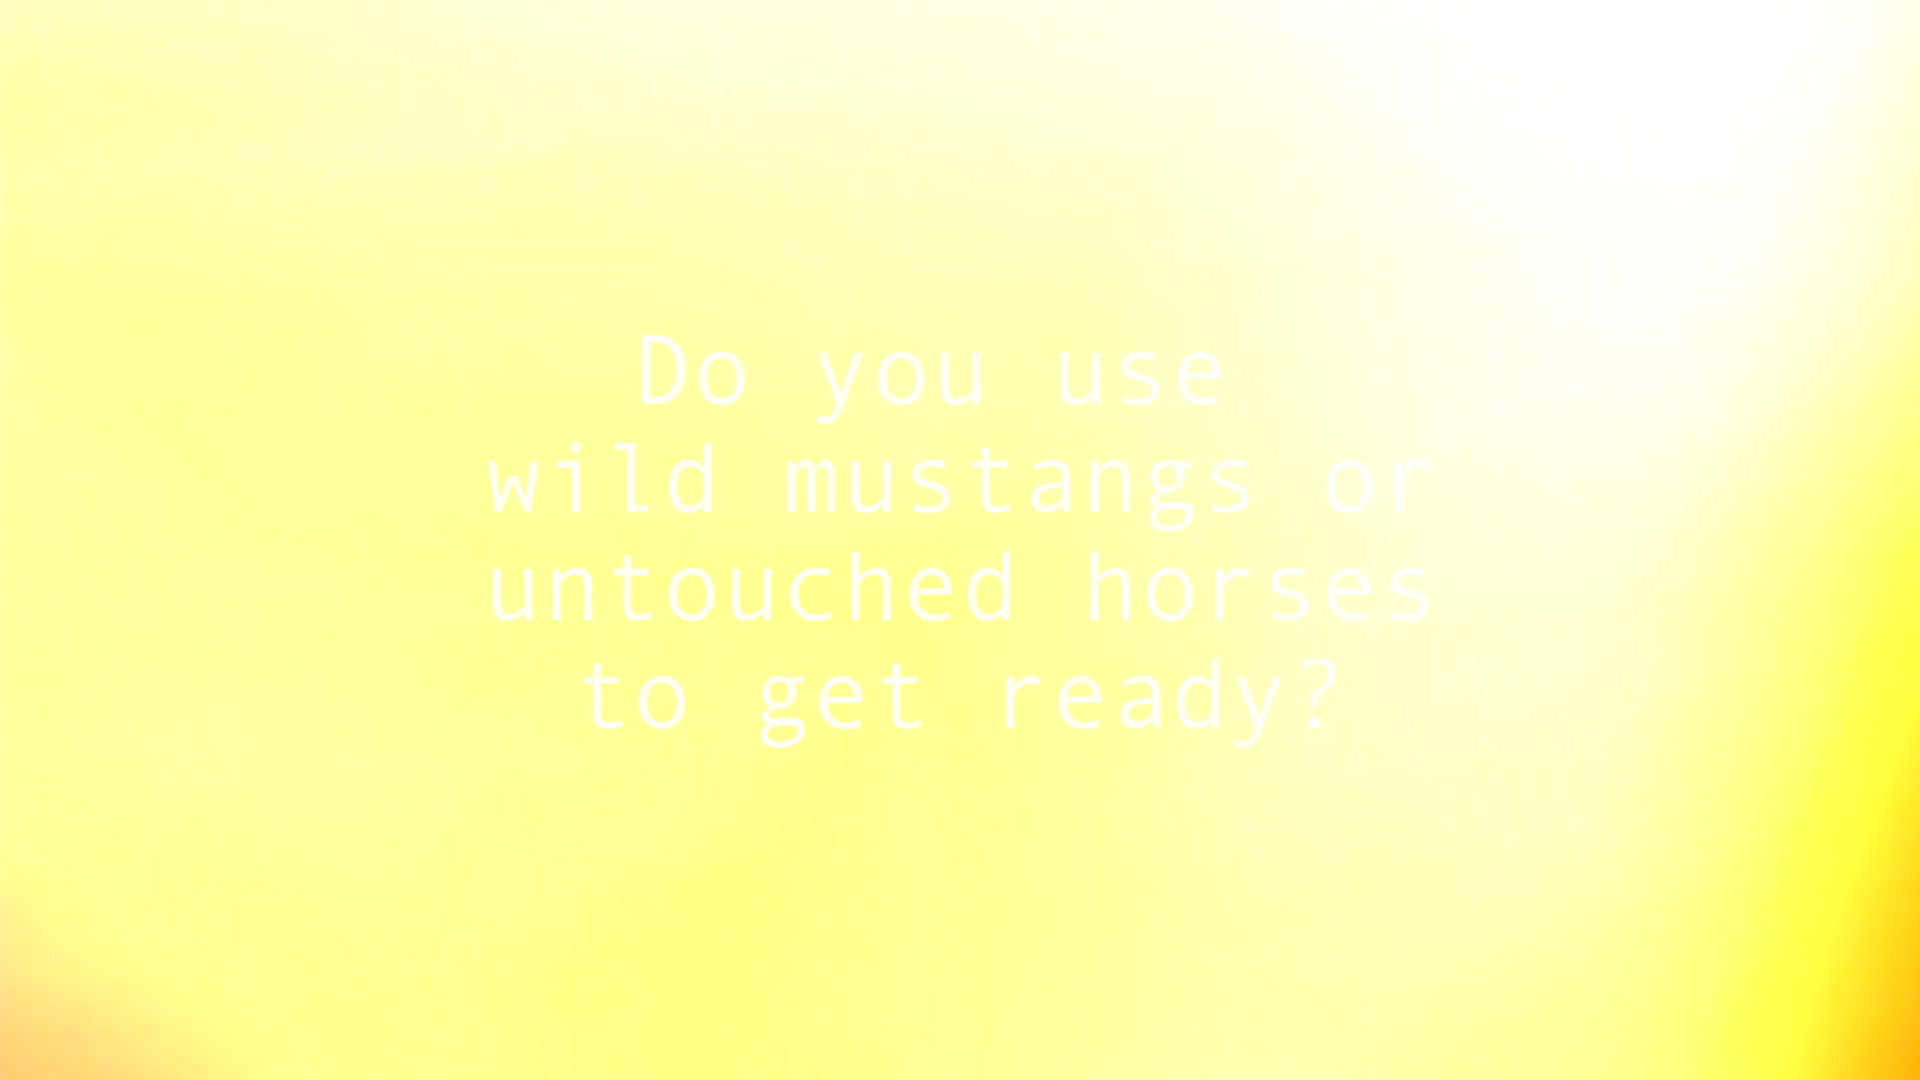 Do you use
wild mustangs or
untouched horses
to get ready?